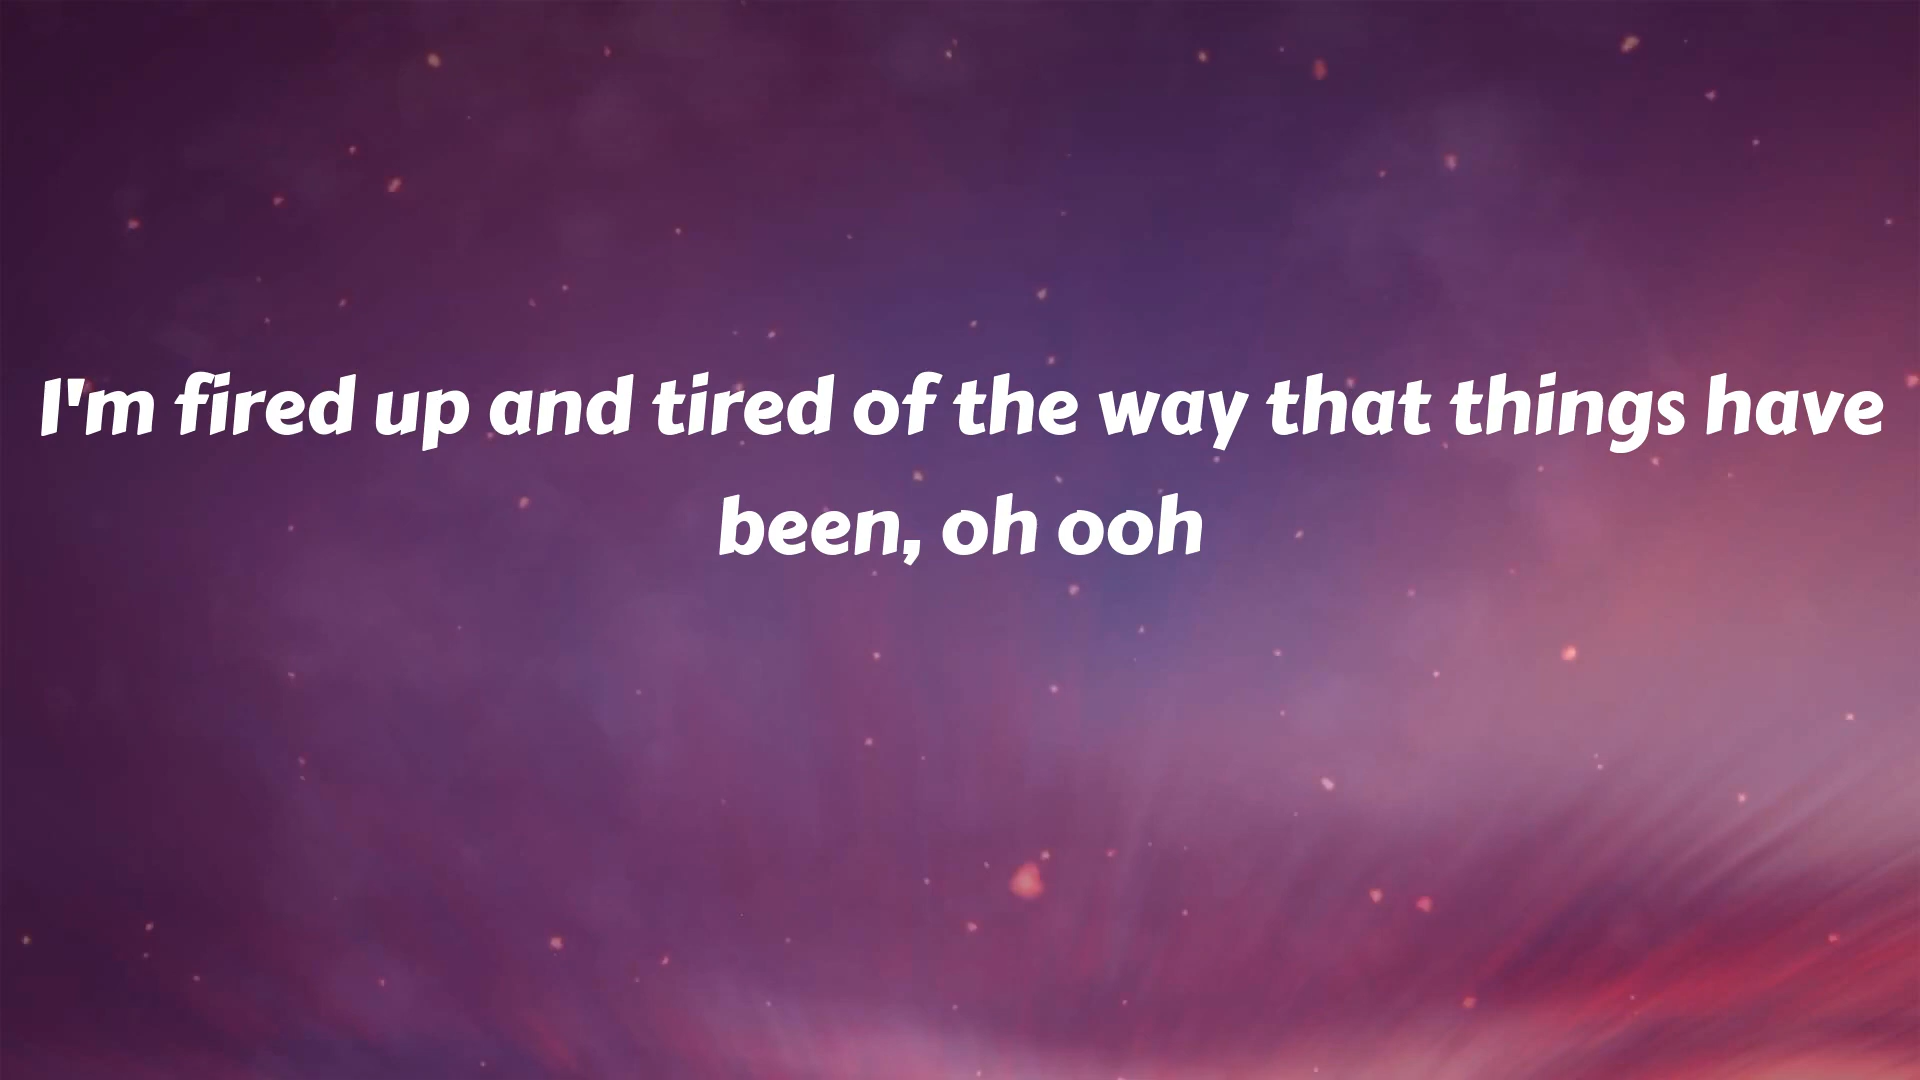 I'm fired up and tired of the way that things have
been, oh ooh